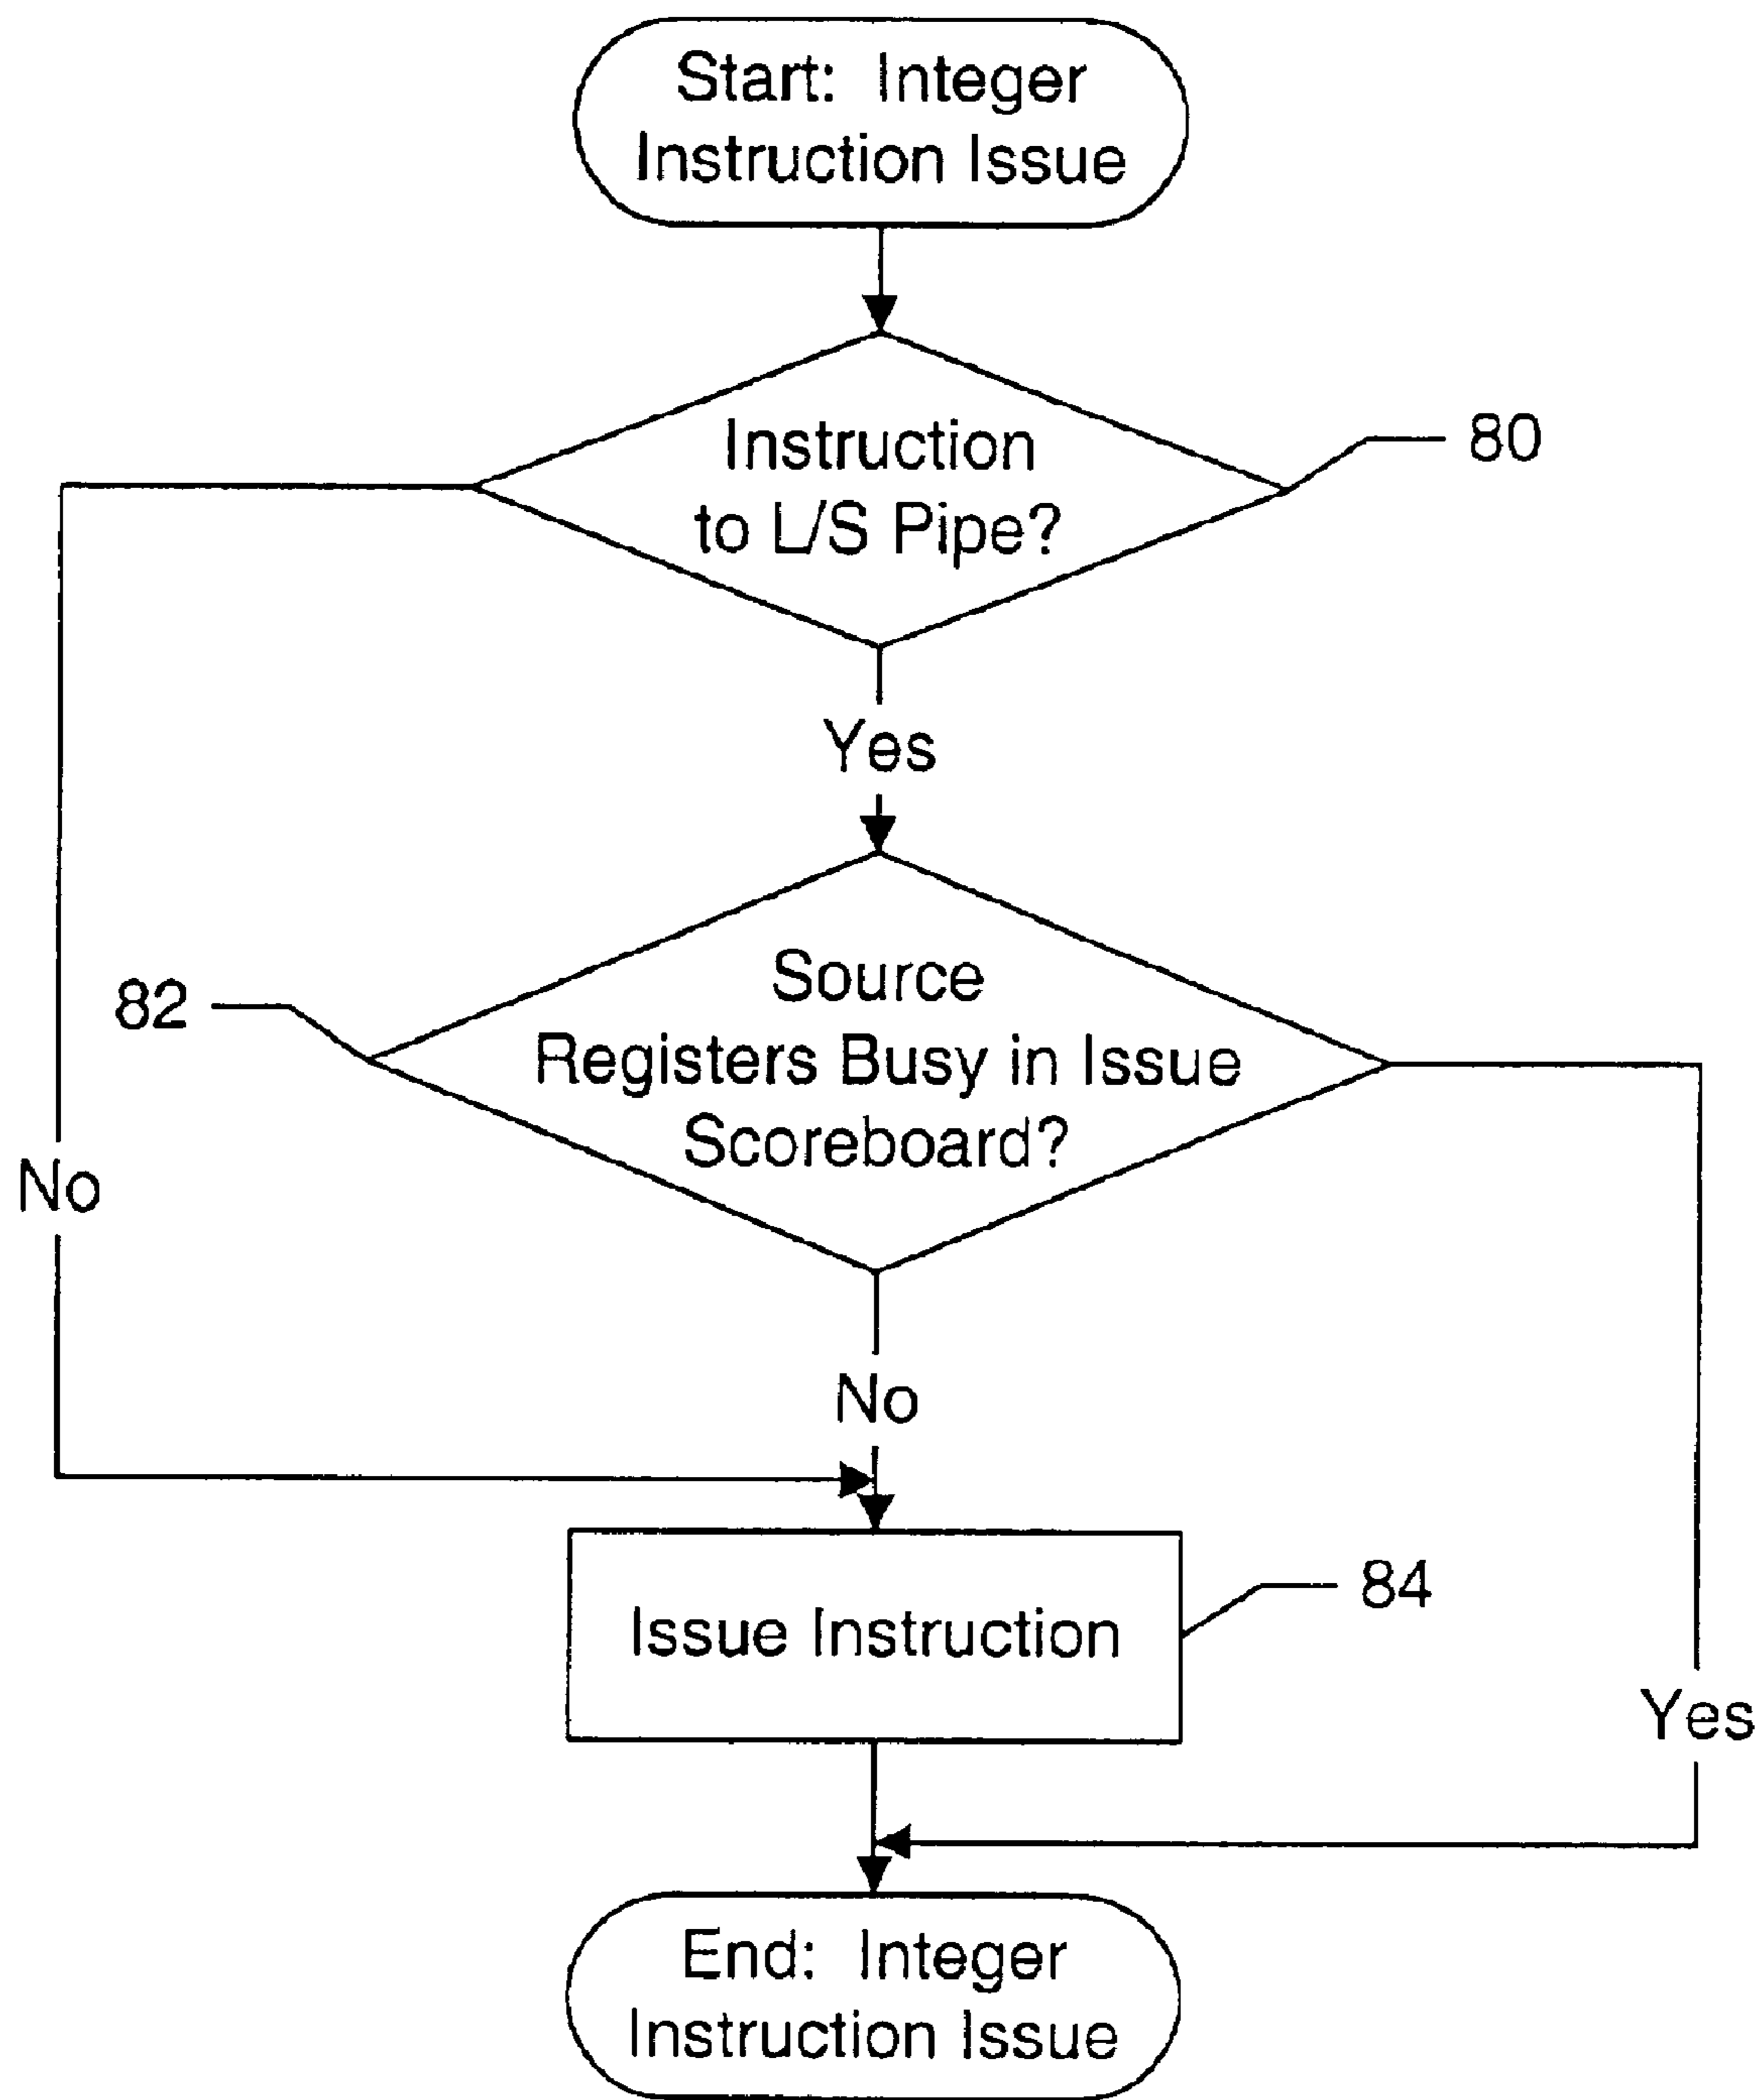 Start: Integer
Instruction Issue
Instruction
to L/S Pipe?
80
Yes
82
Source
Registers Busy in Issue
Scoreboard?
No
No
Issue Instruction
84
Yes
End: Integer
Instruction Issue